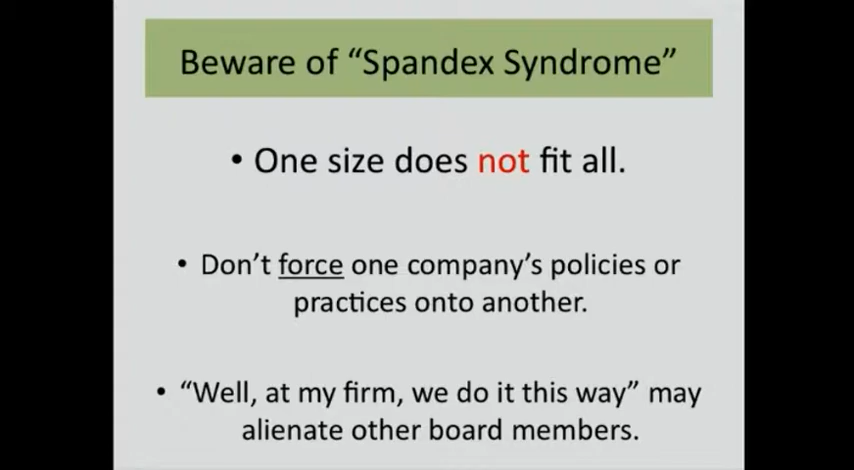 Beware of “Spandex Syndrome”
• One size does not fit all.
• Don’t force one company’s policies or
practices onto another.
• “Well, at my firm, we do it this way” may
alienate other board members.